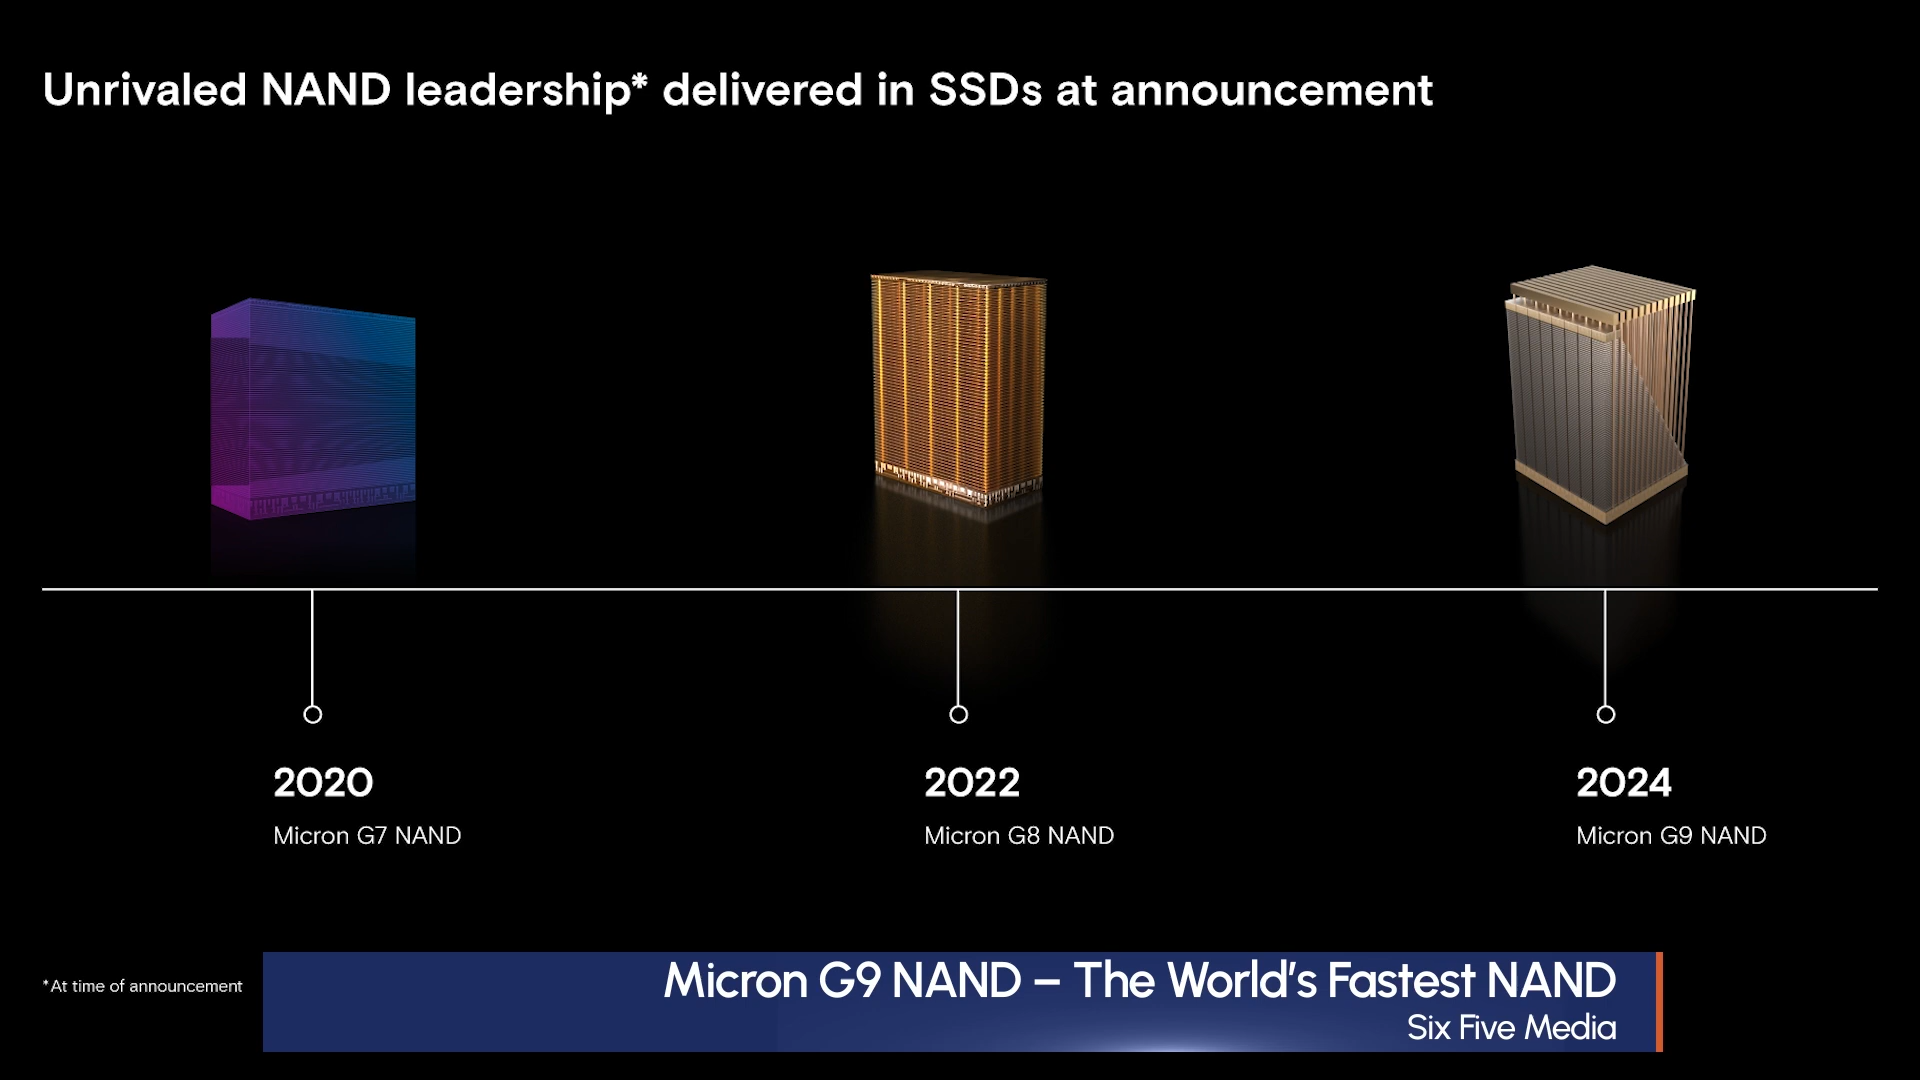 Unrivaled NAND leadership* delivered in SSDs at announcement
2020
Micron G7 NAND
2022
Micron G8 NAND
2024
Micron G9 NAND
*At time of announcement
Micron G9 NAND – The World's Fastest NAND
Six Five Media